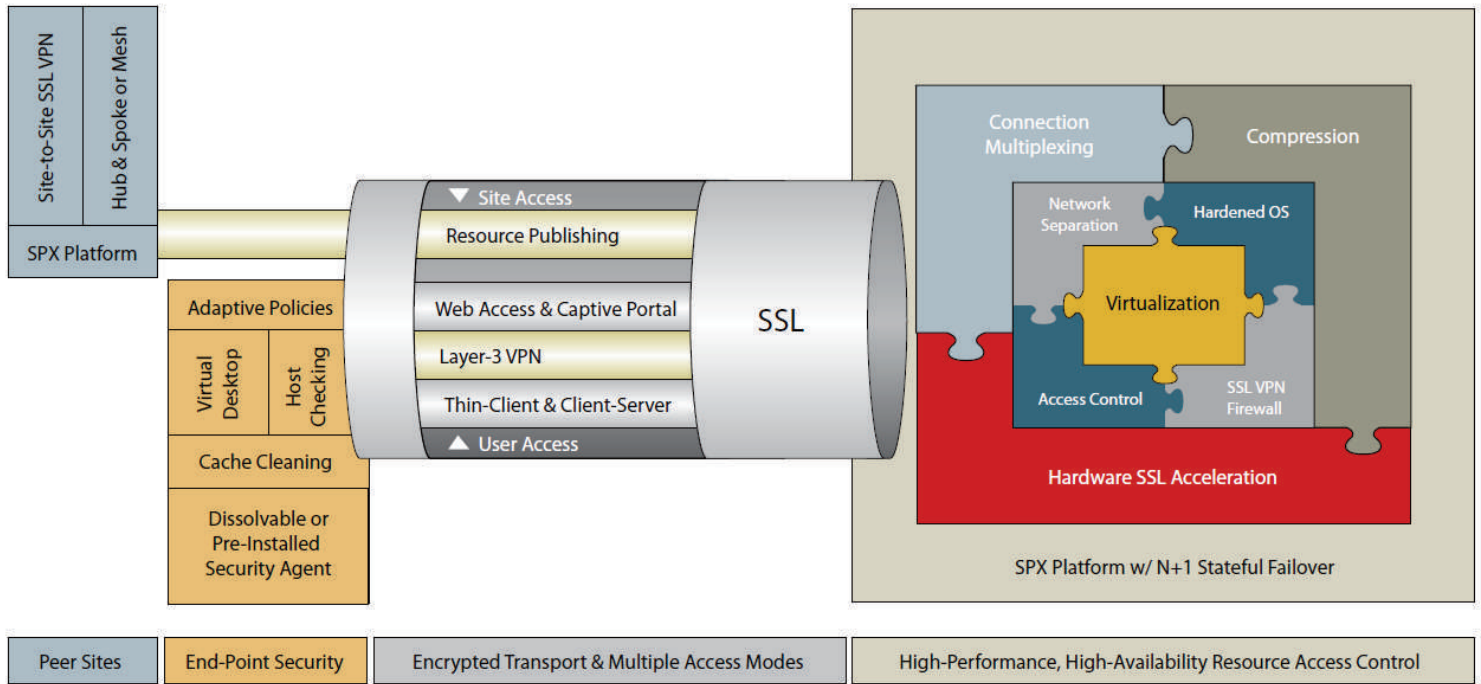 Site-to-Site SSL VPN
Hub & Spoke or Mesh
SPX Platform
Adaptive Policies
Virtual
Desktop
Host
Checking
Cache Cleaning
Dissolvable or
Pre-Installed
Security Agent
▼ Site Access
Resource Publishing
Web Access & Captive Portal
Layer-3 VPN
Thin-Client & Client-Server
▲ User Access
SSL
Connection
Multiplexing
Compression
Network
Separation
Hardened OS
Virtualization
Access Control
SSL VPN
Firewall
Hardware SSL Acceleration
SPX Platform w/ N+1 Stateful Failover
Peer Sites
End-Point Security
Encrypted Transport & Multiple Access Modes
High-Performance, High-Availability Resource Access Control